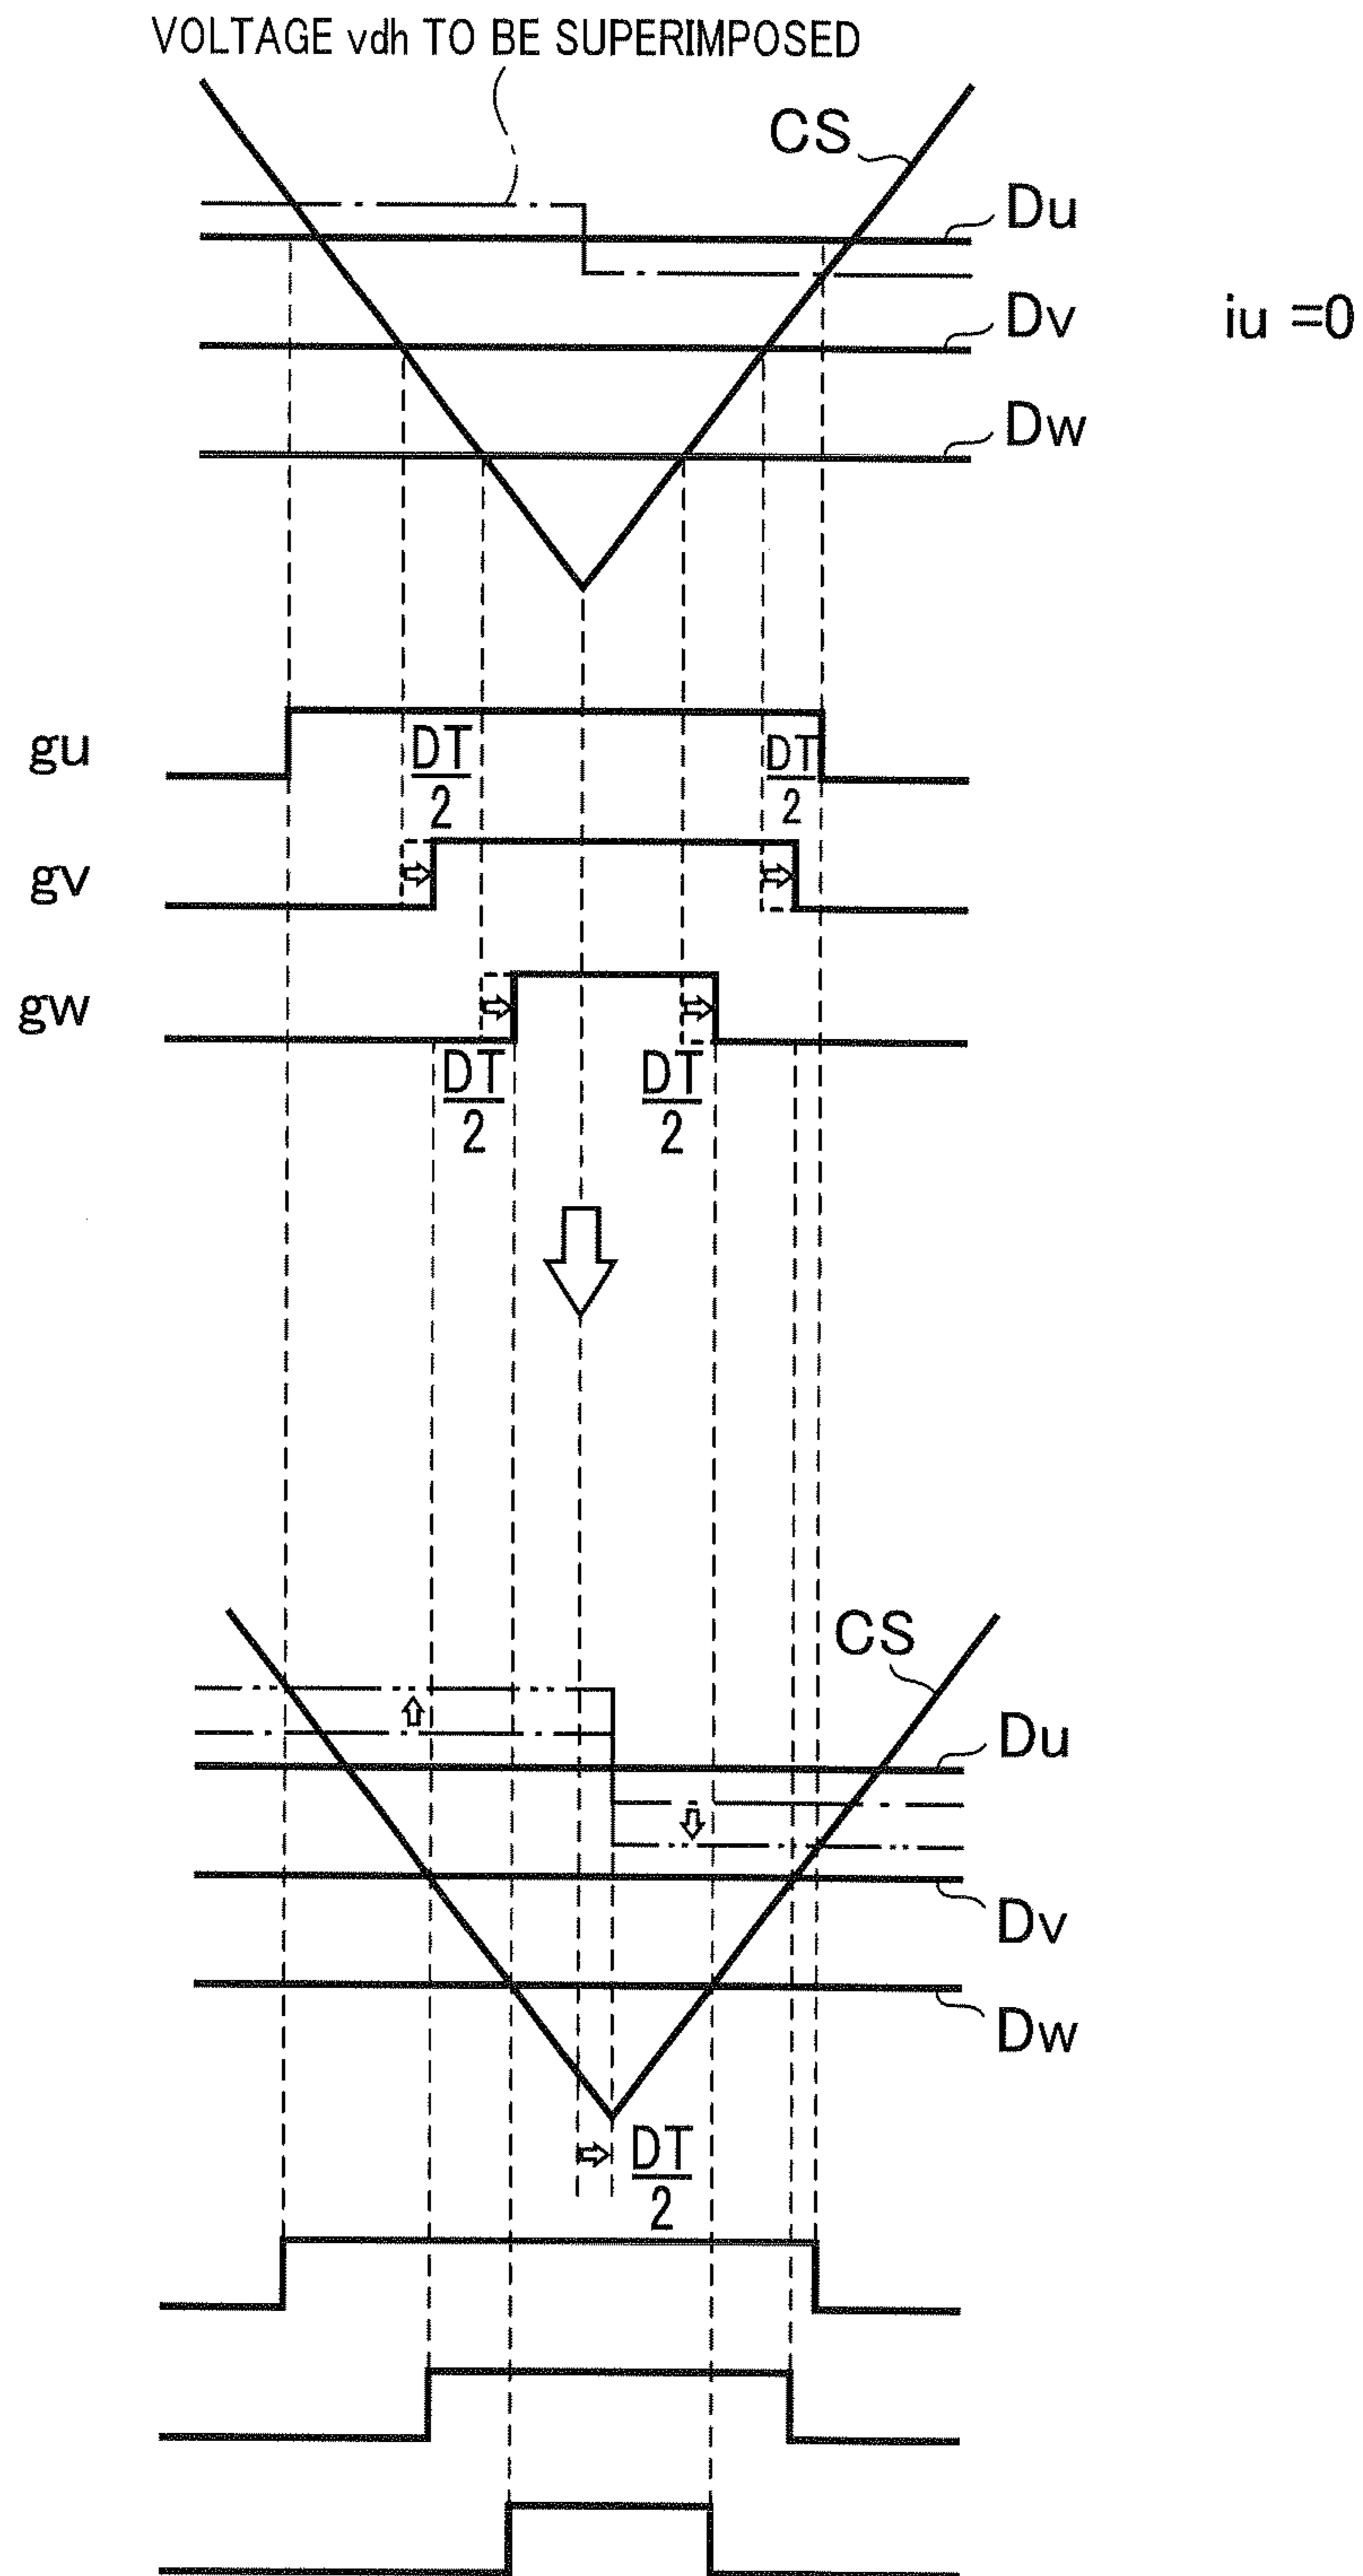 VOLTAGE vdh TO BE SUPERIMPOSED
CS
Du
Dv
iu =0
Dw
gu
DT
2
DT
2
gv
gw
DT
2
DT
2
CS
Du
Dv
Dw
DT
2